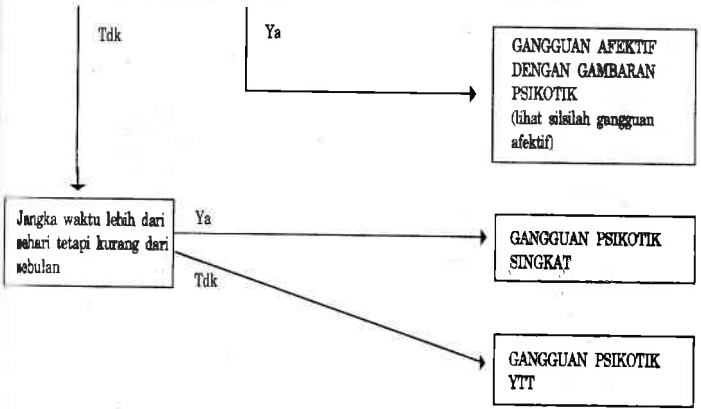 Tdk
Ya
GANGGUAN AFEKTIF
DENGAN GAMBARAN
PSIKOTIK
(lihat silsilah gangguan
afektif)
Jangka waktu lebih dari
sehari tetapi kurang dari
sebulan
Ya
Tdk
GANGGUAN PSIKOTIK
SINGKAT
GANGGUAN PSIKOTIK
YTT